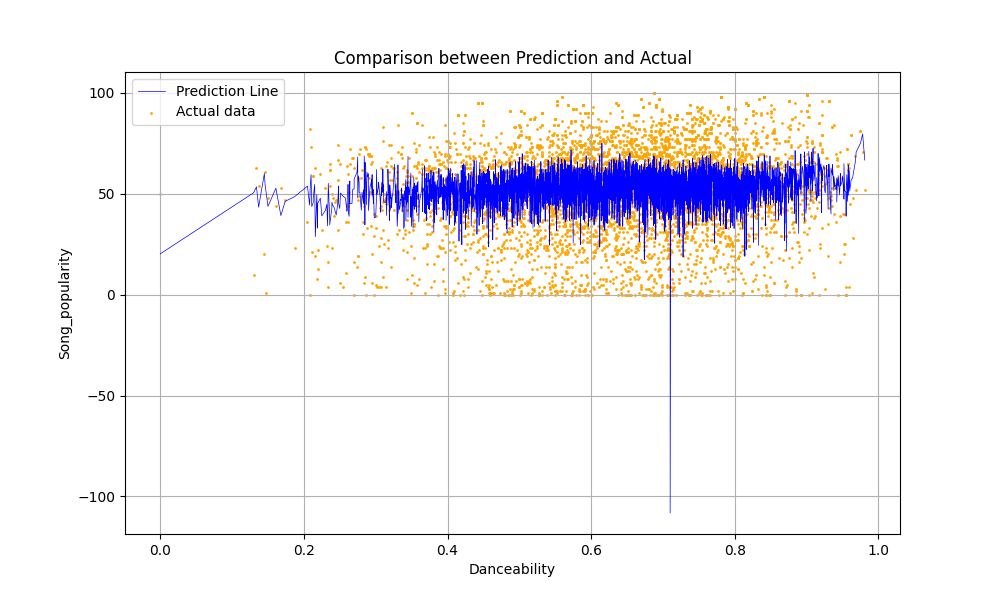 Comparison between Prediction and Actual
Prediction Line
Actual data
100
50
0
−50
−100
Song_popularity
0.0 0.2 0.4 0.6 0.8 1.0
Danceability